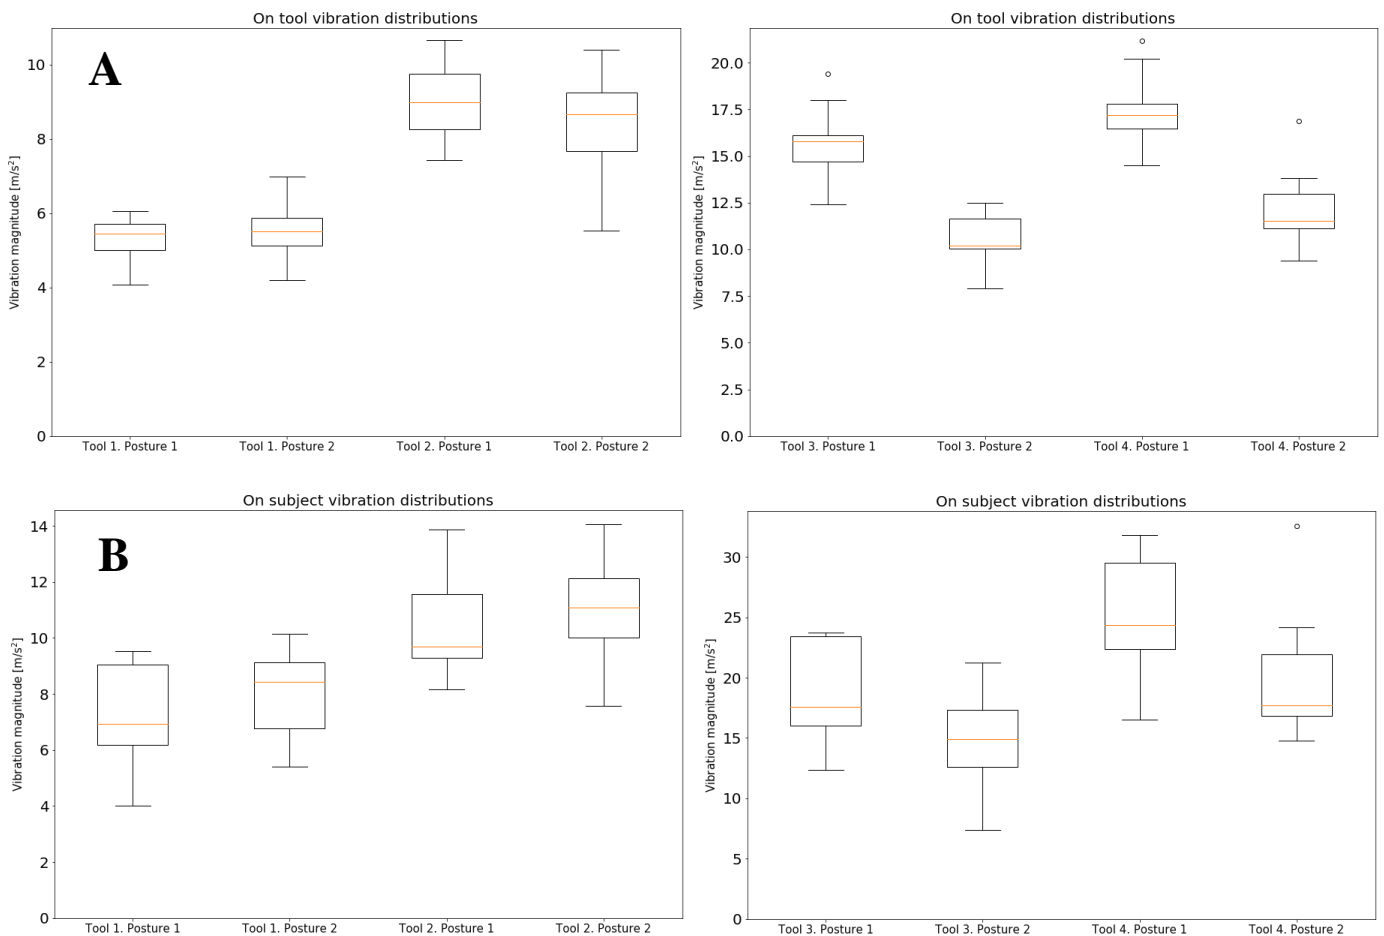 On tool vibration distributions
A
Vibration magnitude [m/s²]
10
8
6
4
2
0
Tool 1. Posture 1
Tool 1. Posture 2
Tool 2. Posture 1
Tool 2. Posture 2
On tool vibration distributions
Vibration magnitude [m/s²]
20.0
17.5
15.0
12.5
10.0
7.5
5.0
2.5
0.0
Tool 3. Posture 1
Tool 3. Posture 2
Tool 4. Posture 1
Tool 4. Posture 2
On subject vibration distributions
B
Vibration magnitude [m/s²]
14
12
10
8
6
4
2
0
Tool 1. Posture 1
Tool 1. Posture 2
Tool 2. Posture 1
Tool 2. Posture 2
On subject vibration distributions
Vibration magnitude [m/s²]
30
25
20
15
10
5
0
Tool 3. Posture 1
Tool 3. Posture 2
Tool 4. Posture 1
Tool 4. Posture 2